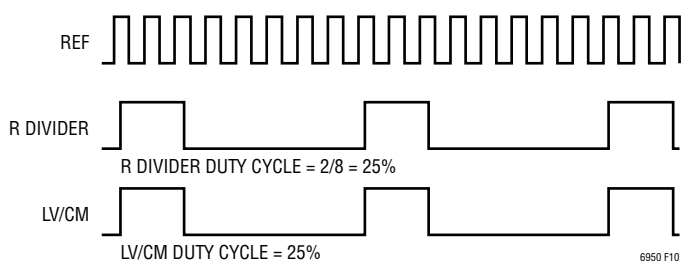 REF
R DIVIDER
R DIVIDER DUTY CYCLE = 2/8 = 25%
LV/CM
LV/CM DUTY CYCLE = 25%
6950 F10